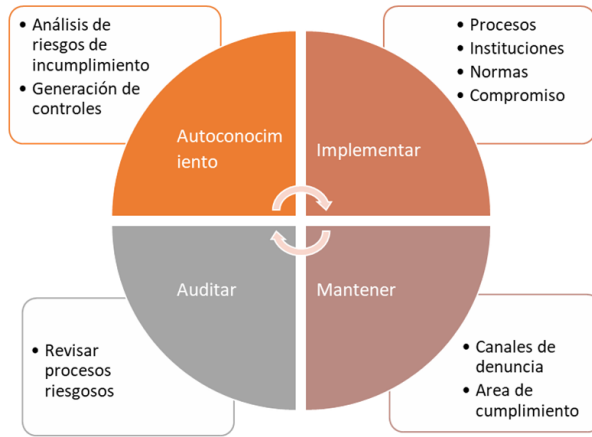 • Análisis de
riesgos de
incumplimiento
• Generación de
controles
• Procesos
• Instituciones
• Normas
• Compromiso
Autoconocim
iento
Implementar
Auditar
Mantener
• Revisar
procesos
riesgosos
• Canales de
denuncia
• Area de
cumplimiento